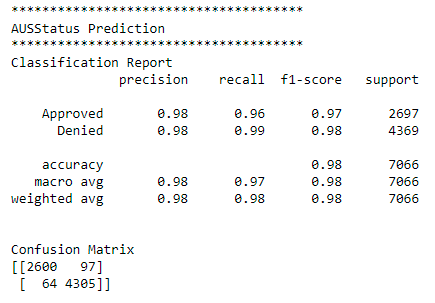 **************************************
AUSStatus Prediction
**************************************
Classification Report
              precision    recall  f1-score   support

    Approved       0.98      0.96      0.97      2697
      Denied       0.98      0.99      0.98      4369

    accuracy                           0.98      7066
   macro avg       0.98      0.97      0.98      7066
weighted avg       0.98      0.98      0.98      7066

Confusion Matrix
[[2600   97]
 [  64 4305]]